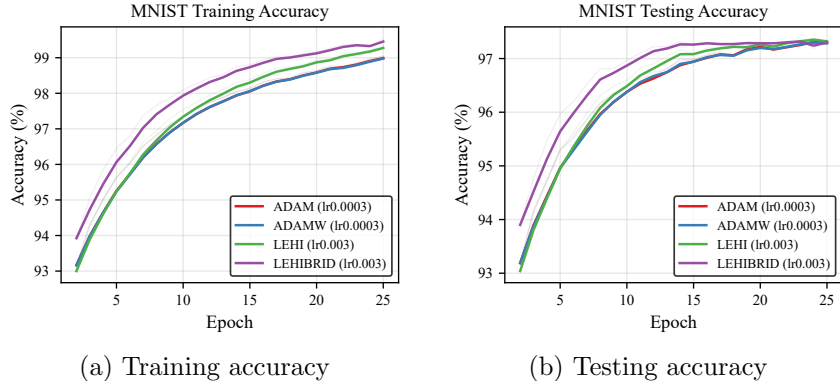 MNIST Training Accuracy
Accuracy (%)
99
98
97
96
95
94
93
ADAM (lr0.0003)
ADAMW (lr0.0003)
LEHI (lr0.003)
LEHIBRID (lr0.003)
5 10 15 20 25
Epoch
(a) Training accuracy
MNIST Testing Accuracy
Accuracy (%)
97
96
95
94
93
ADAM (lr0.0003)
ADAMW (lr0.0003)
LEHI (lr0.003)
LEHIBRID (lr0.003)
5 10 15 20 25
Epoch
(b) Testing accuracy